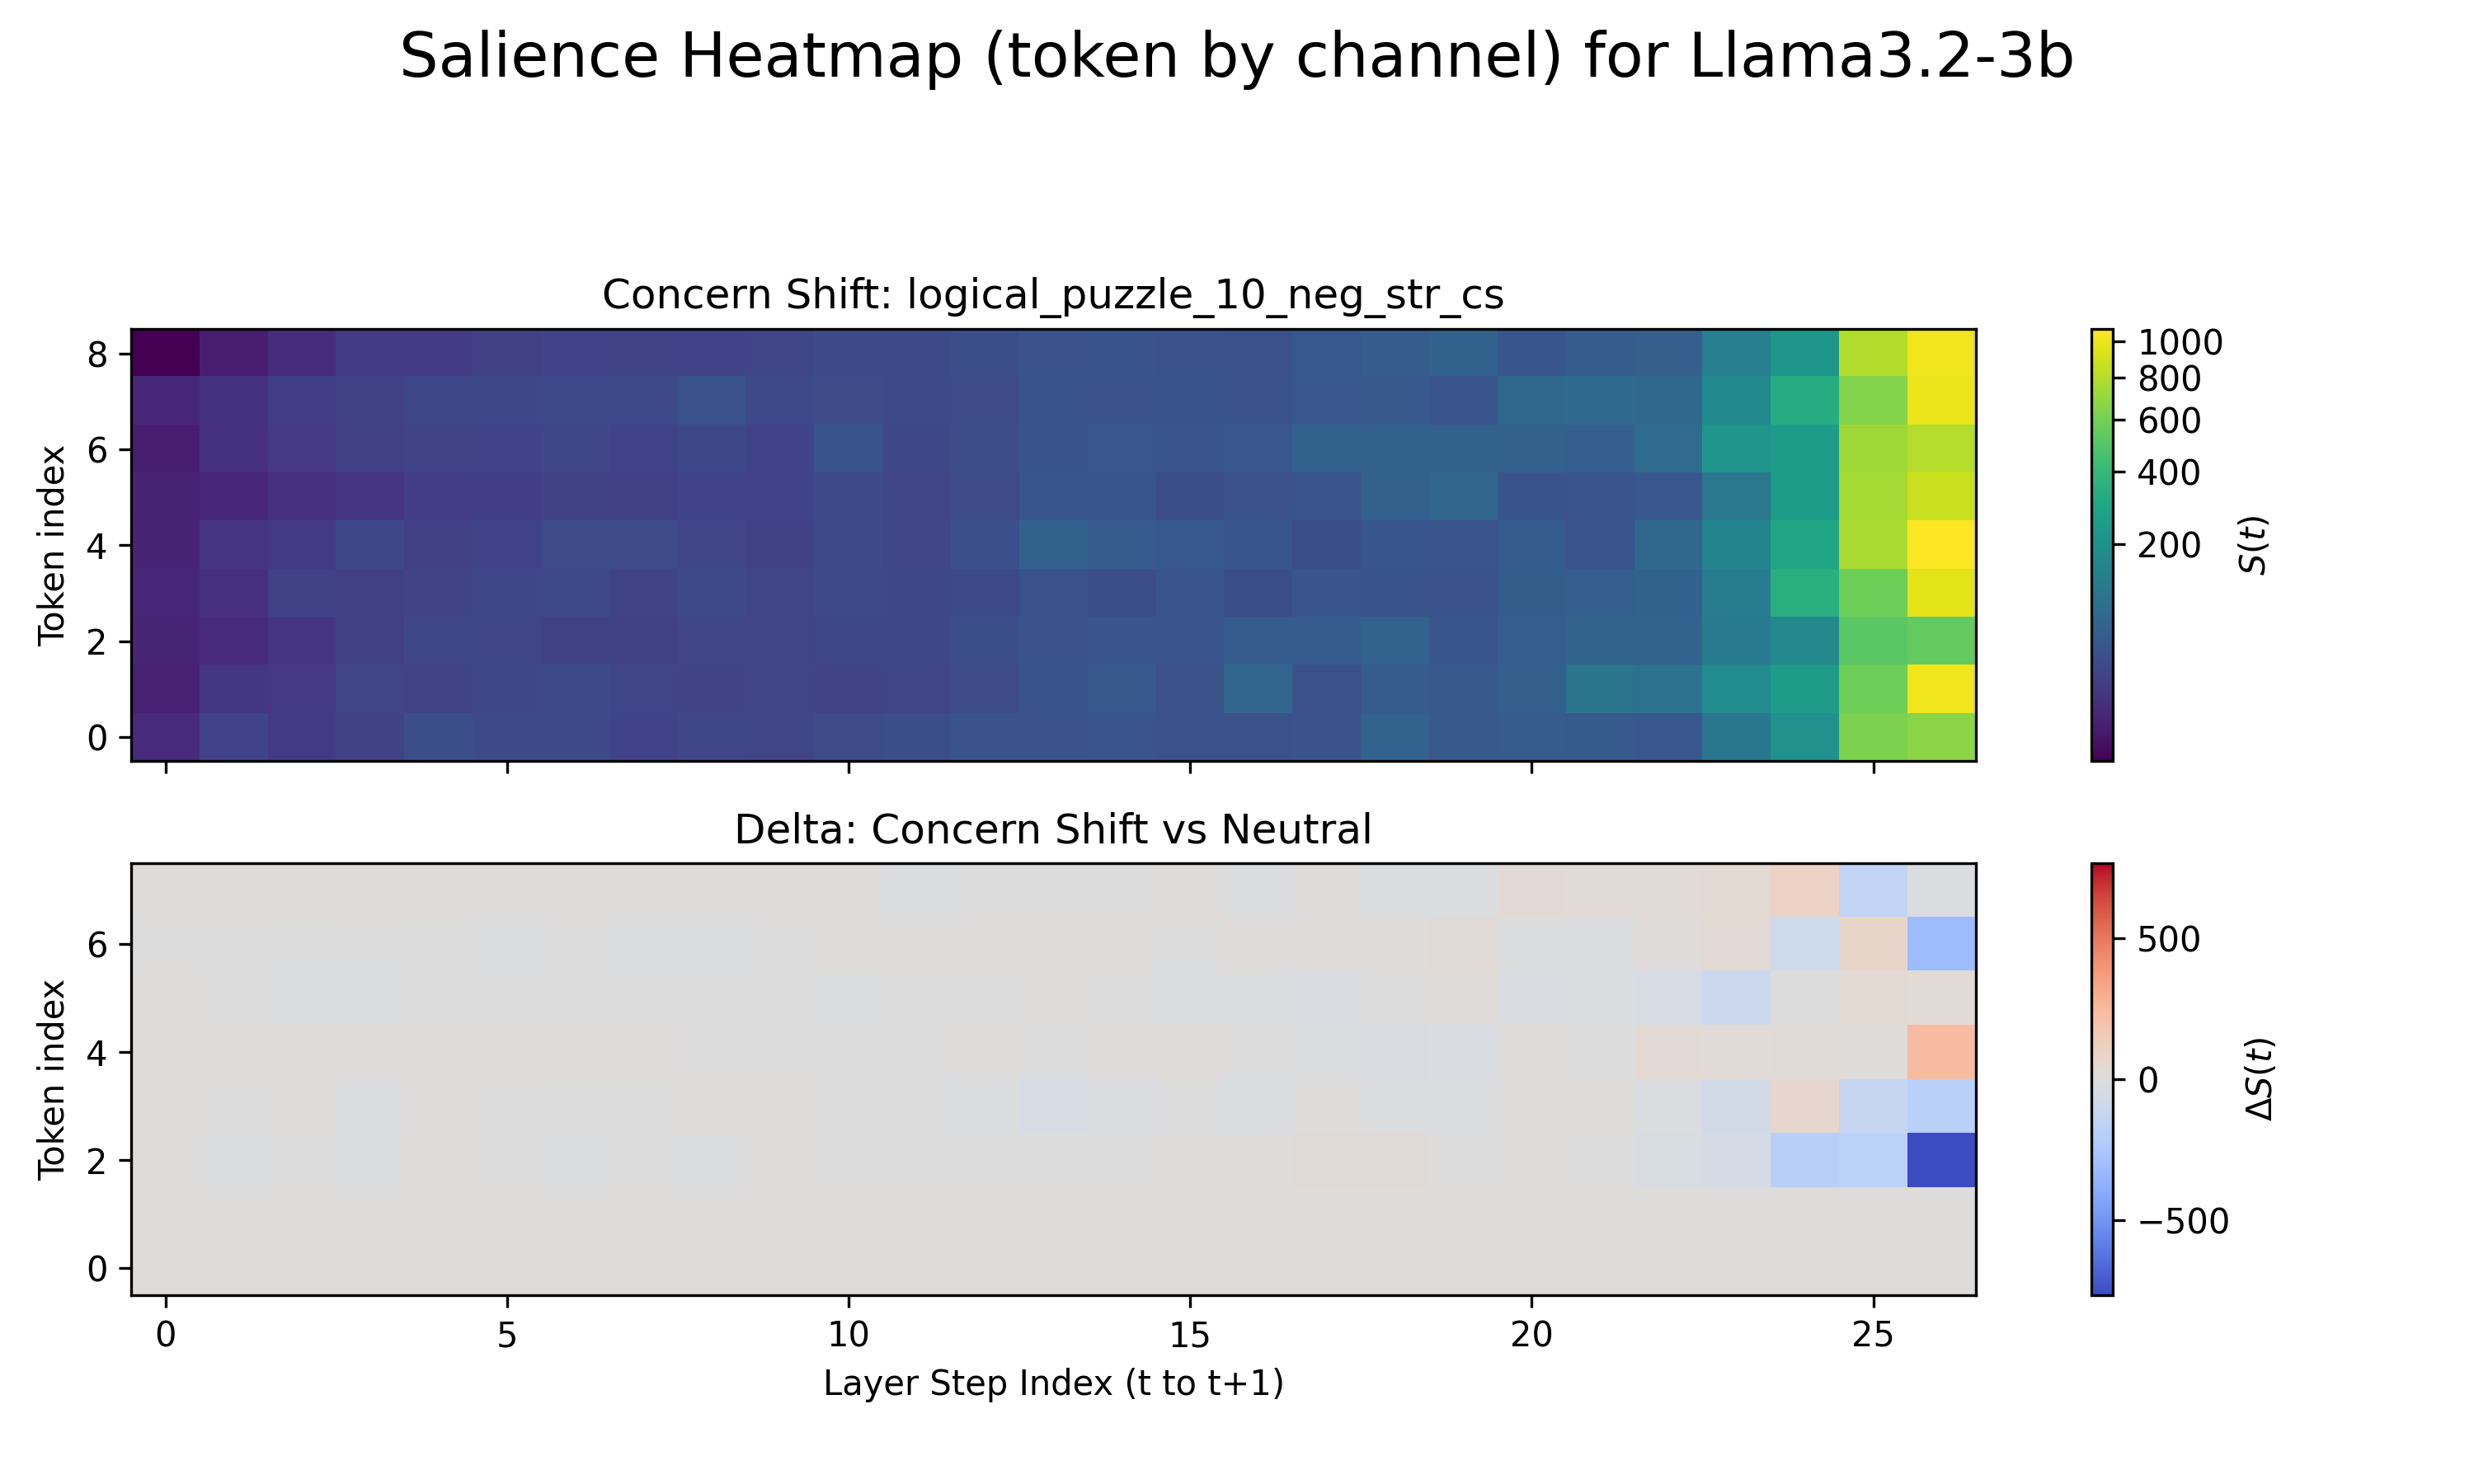 Salience Heatmap (token by channel) for Llama3.2-3b
Concern Shift: logical_puzzle_10_neg_str_cs
Token index
8
6
4
2
0
1000
800
600
400
200
S(t)
Delta: Concern Shift vs Neutral
Token index
6
4
2
0
0
5
10
15
20
25
Layer Step Index (t to t+1)
500
0
−500
ΔS(t)